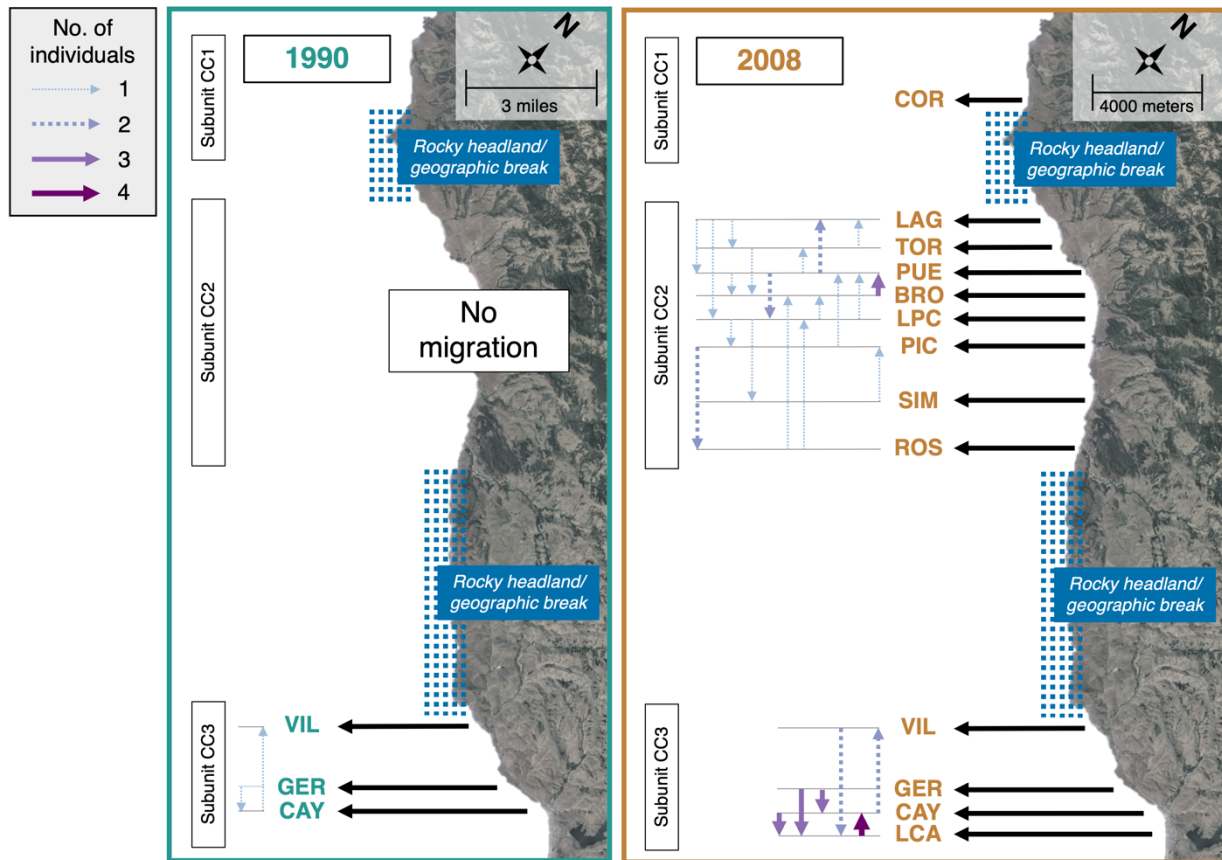 No. of
individuals
1
2
3
4
1990
N
3 miles
Subunit CC1
Rocky headland/
geographic break
Subunit CC2
No
migration
Rocky headland/
geographic break
Subunit CC3
VIL
GER
CAY
2008
N
4000 meters
Subunit CC1
COR
Rocky headland/
geographic break
Subunit CC2
LAG
TOR
PUE
BRO
LPC
PIC
SIM
ROS
Rocky headland/
geographic break
Subunit CC3
VIL
GER
CAY
LCA